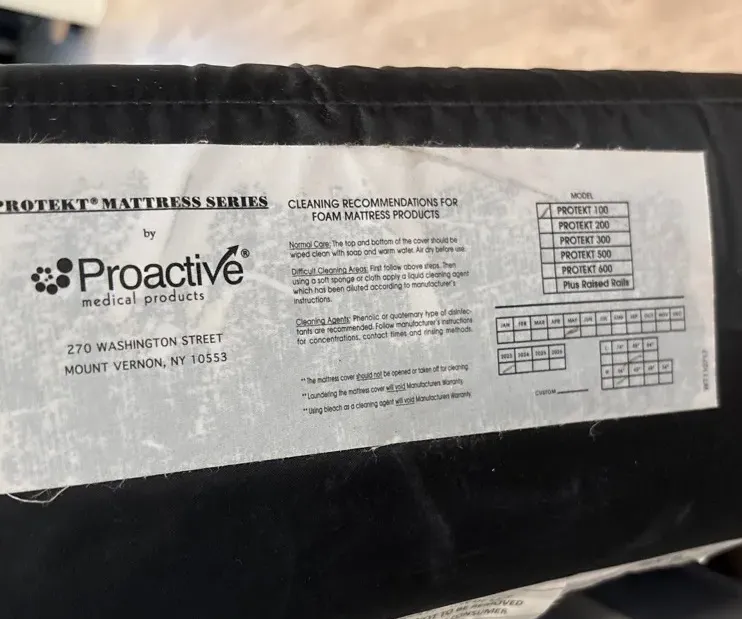 PROTEKT® MATTRESS SERIES
by
Proactive®
medical products
270 WASHINGTON STREET
MOUNT VERNON, NY 10553
CLEANING RECOMMENDATIONS FOR
FOAM MATTRESS PRODUCTS
Normal Care: The top and bottom of the cover should be
wiped clean with soap and warm water. Air dry before use.
Difficult Cleaning Areas: First follow above steps. Then
using a soft sponge or cloth apply a liquid cleaning agent
which has been diluted according to manufacturer's
instructions.
Cleaning Agents: Phenolic or quaternary type of disinfec-
tants are recommended. Follow manufacturer's instructions
for concentrations, contact times and rinsing methods.
** The mattress cover should not be opened or taken off for cleaning.
** Laundering the mattress cover will void Manufacturers Warranty.
** Using bleach as a cleaning agent will void Manufacturers Warranty.
MODEL
PROTEKT 100
PROTEKT 200
PROTEKT 300
PROTEKT 500
PROTEKT 600
Plus Raised Rails
JAN FEB MAR APR MAY JUN JUL AUG SEP OCT NOV DEC
2023 2024 2025
CUSTOM
TO BE REMOVED
CONSUMER